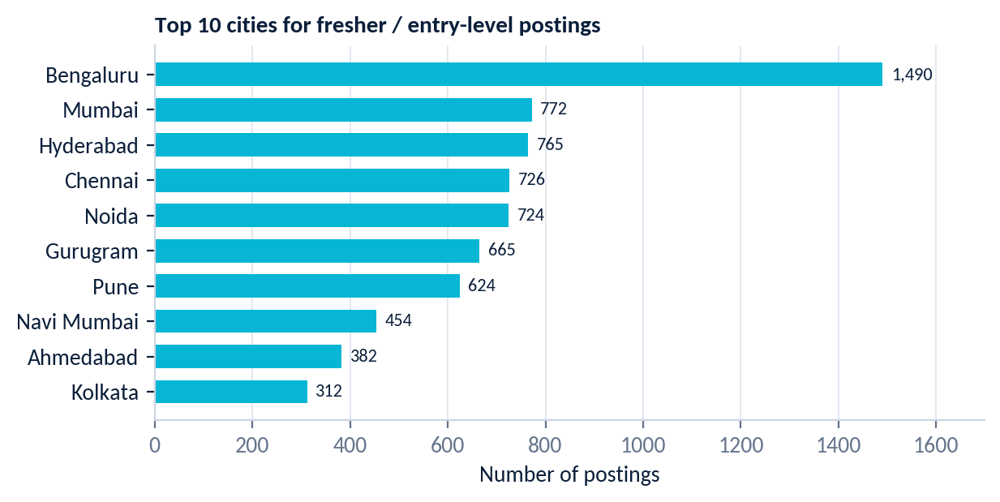 Top 10 cities for fresher / entry-level postings
Bengaluru 1,490
Mumbai 772
Hyderabad 765
Chennai 726
Noida 724
Gurugram 665
Pune 624
Navi Mumbai 454
Ahmedabad 382
Kolkata 312
0 200 400 600 800 1000 1200 1400 1600
Number of postings